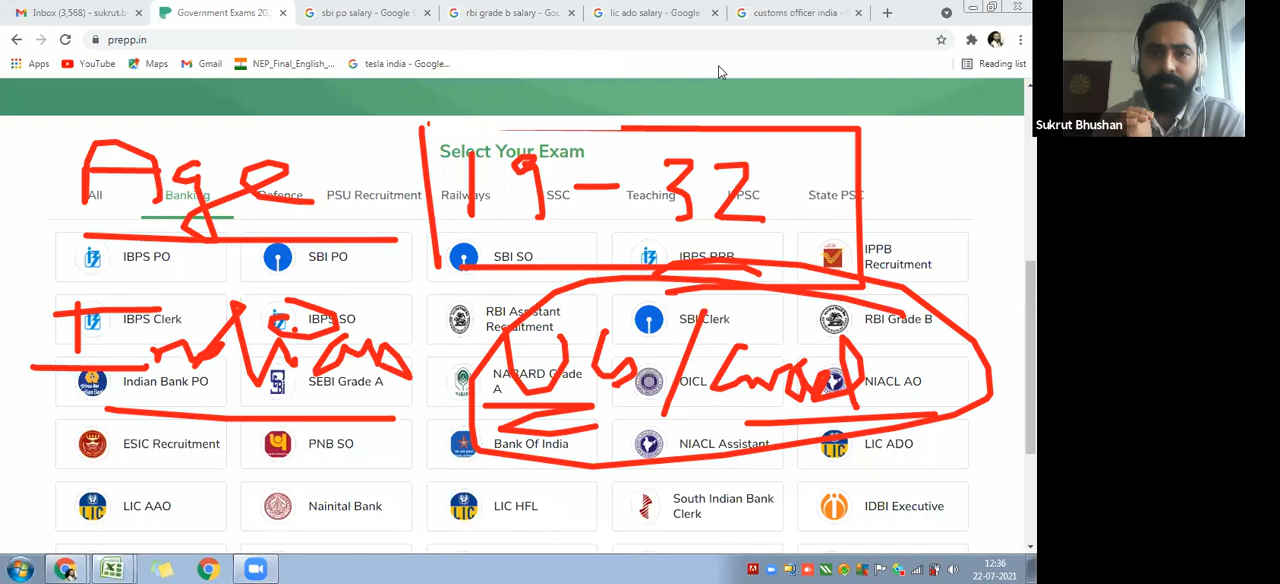 Inbox (3,568) - sukrut.b
Government Exams 202
sbi po salary - Google S
rbi grade b salary - Goo
lic ado salary - Google
customs officer india -
prepp.in
Apps
YouTube
Maps
Gmail
NEP_Final_English_...
tesla india - Google...
Reading list
Sukrut Bhushan
Select Your Exam
Age
19-32
All
Banking
Defence
PSU Recruitment
Railways
SSC
Teaching
UPSC
State PSC
IBPS PO
SBI PO
SBI SO
IBPS RRB
IPPB
Recruitment
IBPS Clerk
IBPS SO
RBI Assistant
Recruitment
SBI Clerk
RBI Grade B
Indian
US/
Indian Bank PO
SEBI Grade A
NABARD Grade
A
OICL
NIACL AO
ESIC Recruitment
PNB SO
Bank Of India
NIACL Assistant
LIC ADO
LIC AAO
Nainital Bank
LIC HFL
South Indian Bank
Clerk
IDBI Executive
12:36
22-07-2021